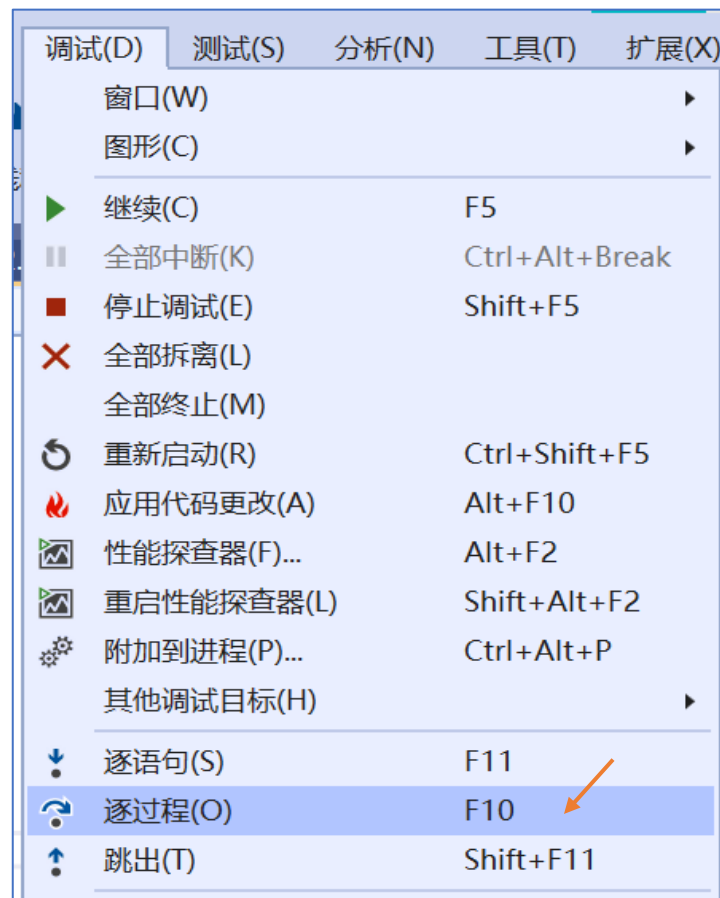 调试(D) 测试(S) 分析(N) 工具(T) 扩展(X)
窗口(W)
图形(C)
继续(C) F5
全部中断(K) Ctrl+Alt+Break
停止调试(E) Shift+F5
全部拆离(L)
全部终止(M)
重新启动(R) Ctrl+Shift+F5
应用代码更改(A) Alt+F10
性能探查器(F)... Alt+F2
重启性能探查器(L) Shift+Alt+F2
附加到进程(P)... Ctrl+Alt+P
其他调试目标(H)
逐语句(S) F11
逐过程(O) F10
跳出(T) Shift+F11